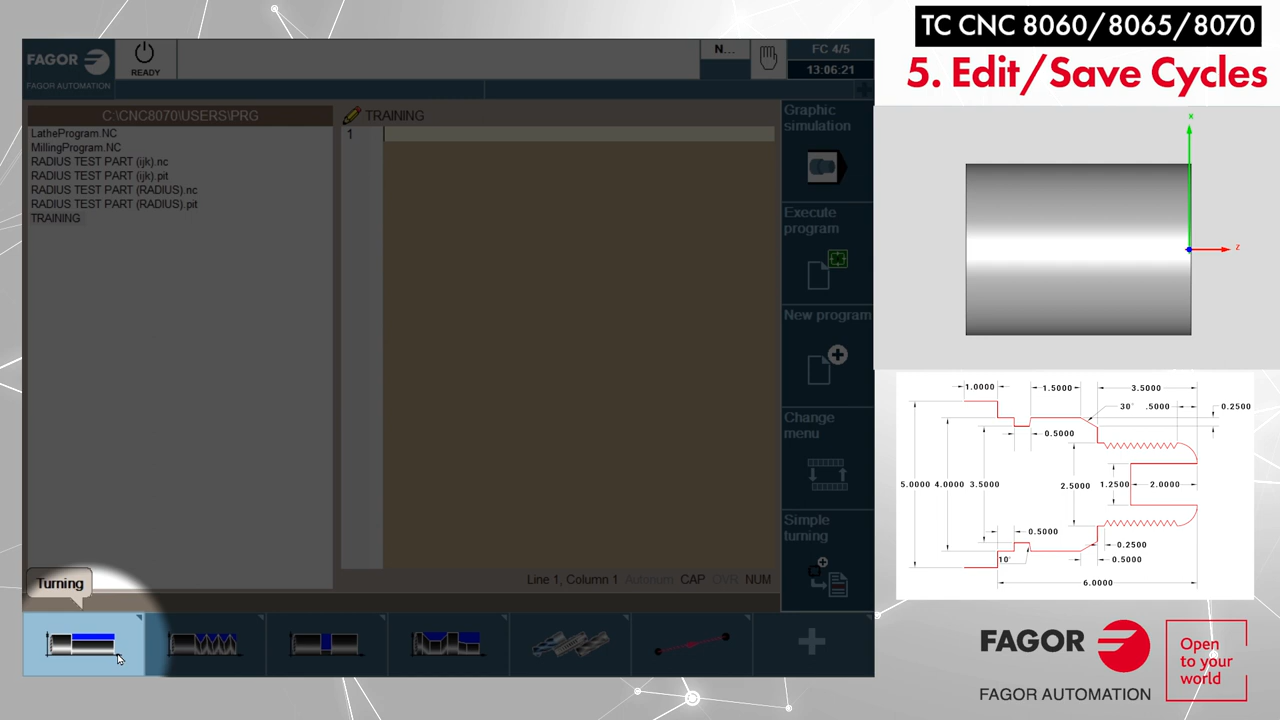 TC CNC 8060/8065/8070
5. Edit/Save Cycles
FAGOR
FAGOR AUTOMATION
READY
N...
FC 4/5
13:06:21
C:\CNC8070\USERS\PRG
LatheProgram.NC
MillingProgram.NC
RADIUS TEST PART (ijk).nc
RADIUS TEST PART (ijk).pit
RADIUS TEST PART (RADIUS).nc
RADIUS TEST PART (RADIUS).pit
TRAINING
TRAINING
1
Line 1, Column 1 Autonum CAP OVR NUM
Graphic
simulation
Execute
program
New program
Change
menu
Simple
turning
Turning
X
Z
1.0000
1.5000
3.5000
30°
.5000
0.2500
0.5000
5.0000
4.0000
3.5000
2.5000
1.2500
2.0000
0.5000
0.2500
10°
0.5000
6.0000
FAGOR
FAGOR AUTOMATION
Open
to your
world